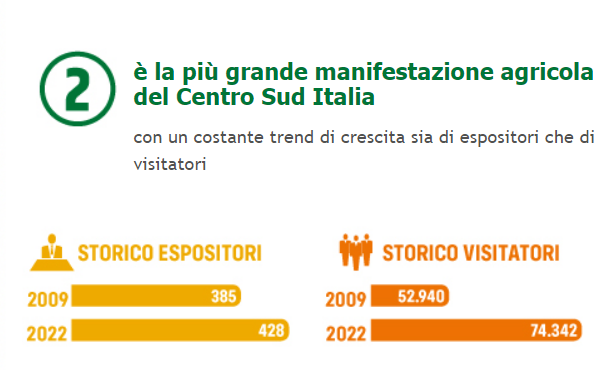 2
è la più grande manifestazione agricola
del Centro Sud Italia
con un costante trend di crescita sia di espositori che di
visitatori
STORICO ESPOSITORI
2009 385
2022 428
STORICO VISITATORI
2009 52.940
2022 74.342